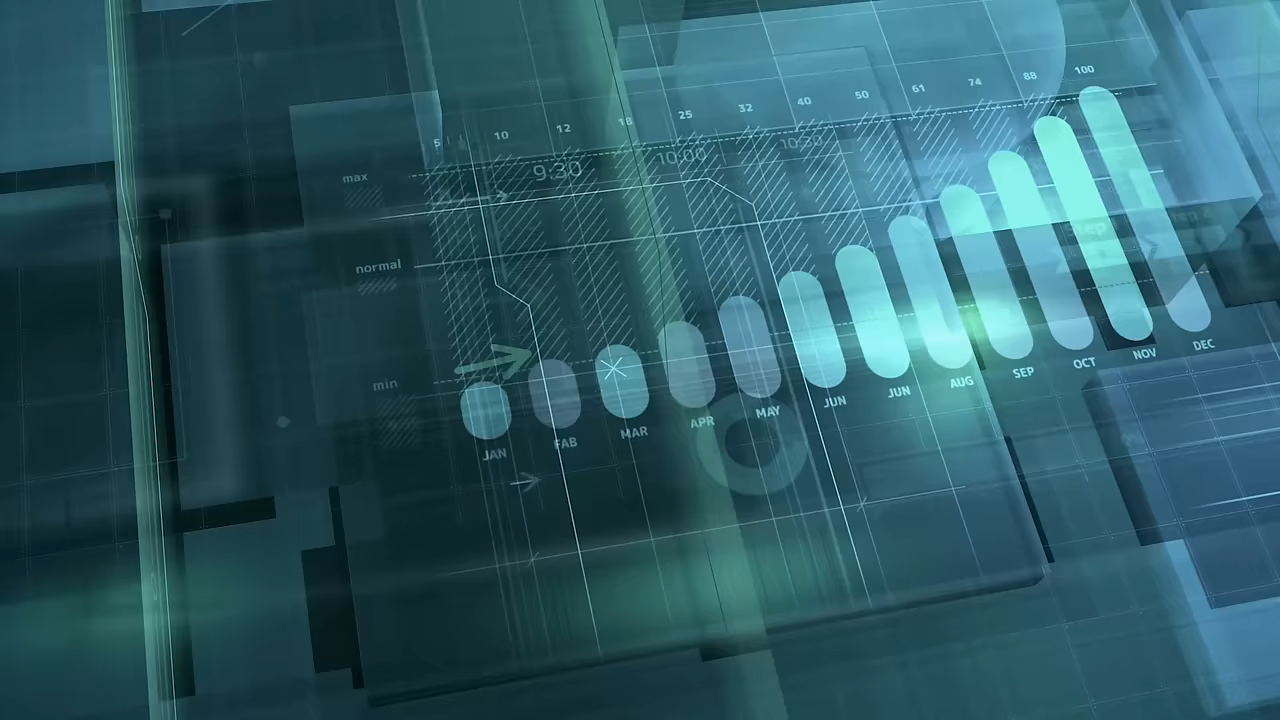 5 10 12 18 25 32 40 50 61 74 88 100
max
9:30 10:00 10:30
normal
min
JAN FAB MAR APR MAY JUN JUN AUG SEP OCT NOV DEC
Step